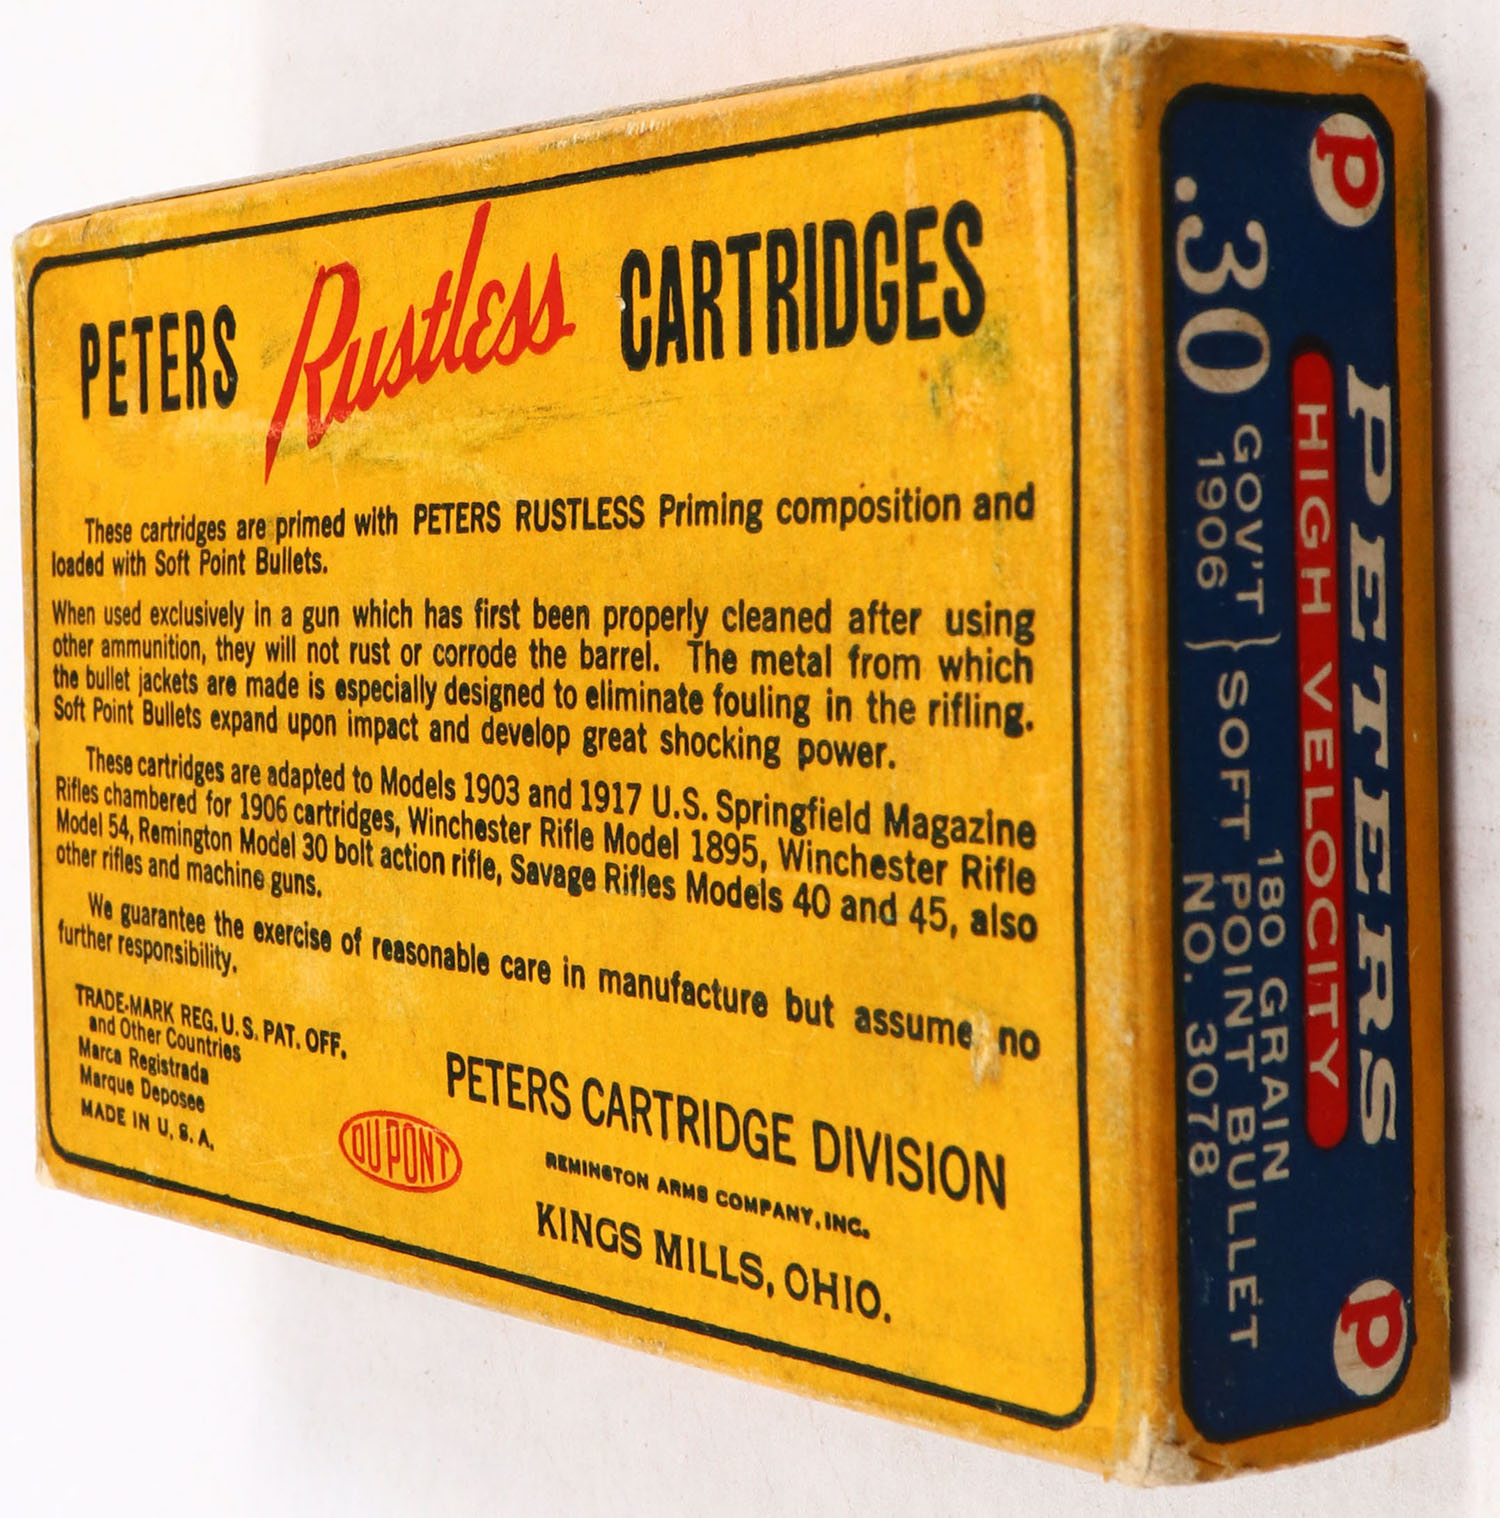 PETERS Rustless CARTRIDGES
These cartridges are primed with PETERS RUSTLESS Priming composition and
loaded with Soft Point Bullets.
When used exclusively in a gun which has first been properly cleaned after using
other ammunition, they will not rust or corrode the barrel. The metal from which
the bullet jackets are made is especially designed to eliminate fouling in the rifling.
Soft Point Bullets expand upon impact and develop great shocking power.
These cartridges are adapted to Models 1903 and 1917 U.S. Springfield Magazine
Rifles chambered for 1906 cartridges, Winchester Rifle Model 1895, Winchester Rifle
Model 54, Remington Model 30 bolt action rifle, Savage Rifles Models 40 and 45, also
other rifles and machine guns.
We guarantee the exercise of reasonable care in manufacture but assume no
further responsibility.
TRADE-MARK REG. U.S. PAT. OFF.
and Other Countries
Marca Registrada
Marque Deposee
MADE IN U.S.A.
DU PONT
PETERS CARTRIDGE DIVISION
REMINGTON ARMS COMPANY, INC.
KINGS MILLS, OHIO.
P PETERS P
HIGH VELOCITY
.30 GOV'T
1906 } SOFT
180 GRAIN
POINT BULLET
NO. 3078